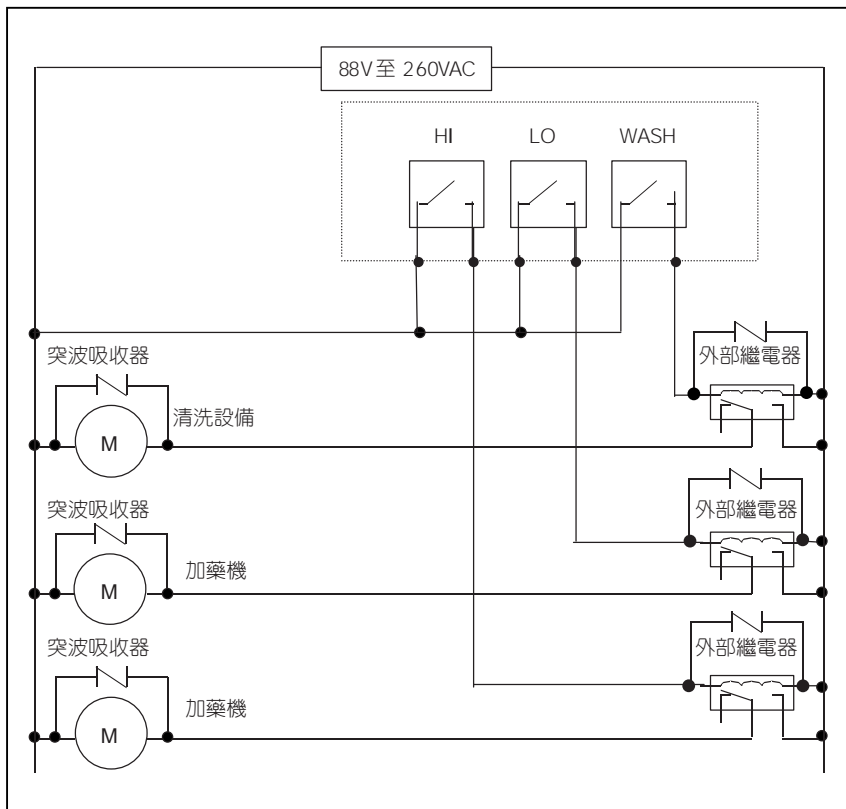 88V至 260VAC
HI LO WASH
突波吸收器
外部繼電器
清洗設備
M
突波吸收器
外部繼電器
加藥機
M
突波吸收器
外部繼電器
加藥機
M